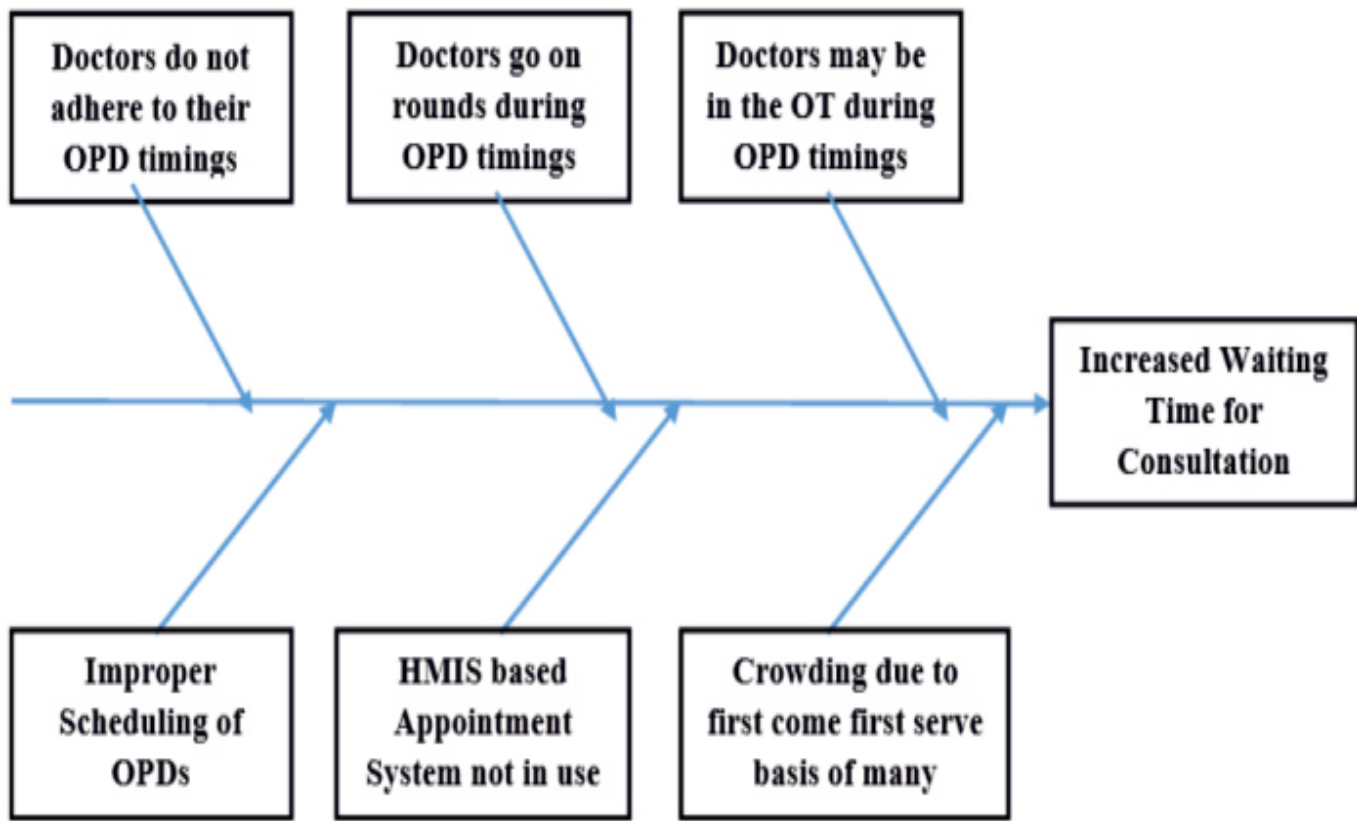 Doctors do not
adhere to their
OPD timings
Doctors go on
rounds during
OPD timings
Doctors may be
in the OT during
OPD timings
Increased Waiting
Time for
Consultation
Improper
Scheduling of
OPDs
HMIS based
Appointment
System not in use
Crowding due to
first come first serve
basis of many